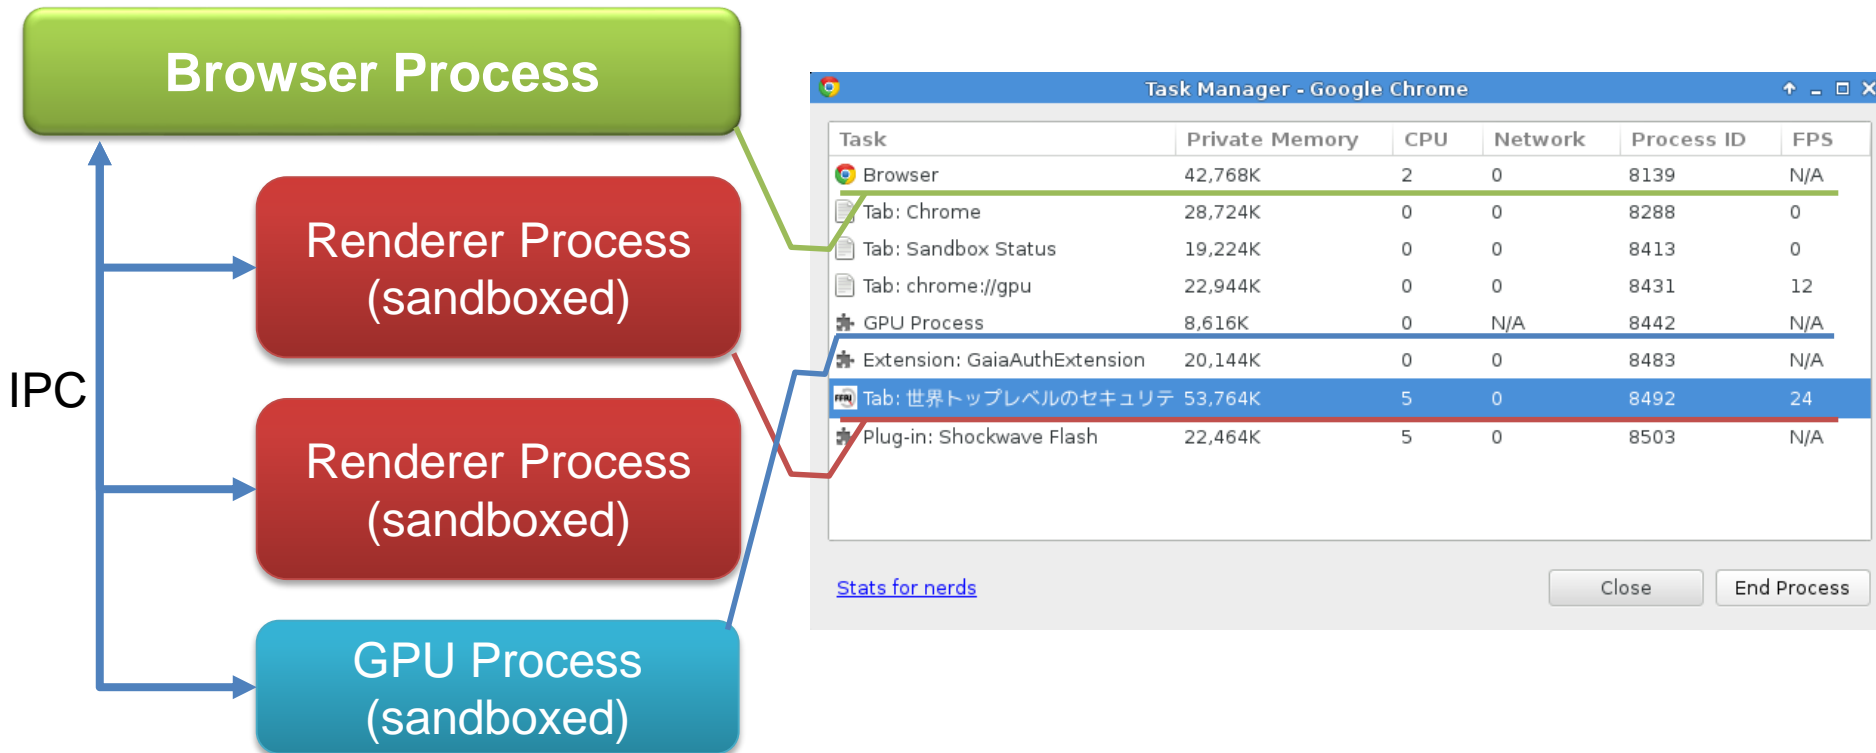 Browser Process
Renderer Process
(sandboxed)
Renderer Process
(sandboxed)
GPU Process
(sandboxed)
IPC
Task Manager - Google Chrome
Task Private Memory CPU Network Process ID FPS
Browser 42,768K 2 0 8139 N/A
Tab: Chrome 28,724K 0 0 8288 0
Tab: Sandbox Status 19,224K 0 0 8413 0
Tab: chrome://gpu 22,944K 0 0 8431 12
GPU Process 8,616K 0 N/A 8442 N/A
Extension: GaiaAuthExtension 20,144K 0 0 8483 N/A
FFRI Tab: 世界トップレベルのセキュリテ 53,764K 5 0 8492 24
Plug-in: Shockwave Flash 22,464K 5 0 8503 N/A
Stats for nerds
Close End Process